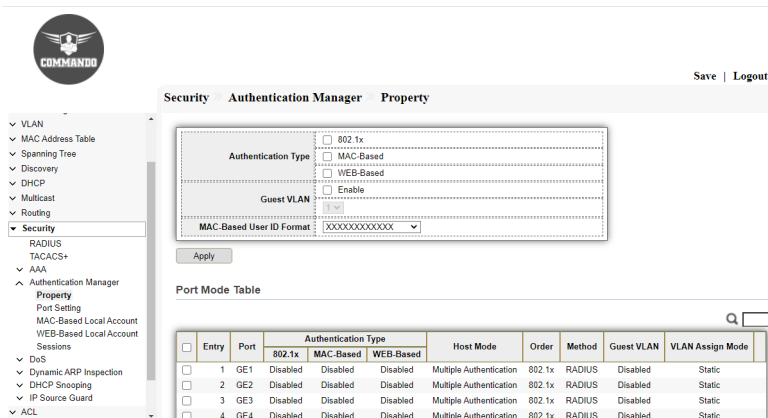 COMMANDO
Save | Logout
Security » Authentication Manager » Property
VLAN
MAC Address Table
Spanning Tree
Discovery
DHCP
Multicast
Routing
Security
RADIUS
TACACS+
AAA
Authentication Manager
Property
Port Setting
MAC-Based Local Account
WEB-Based Local Account
Sessions
DoS
Dynamic ARP Inspection
DHCP Snooping
IP Source Guard
ACL
Authentication Type
802.1x
MAC-Based
WEB-Based
Guest VLAN
Enable
1
MAC-Based User ID Format XXXXXXXXXXXX
Apply
Port Mode Table
Entry Port Authentication Type Host Mode Order Method Guest VLAN VLAN Assign Mode
802.1x MAC-Based WEB-Based
1 GE1 Disabled Disabled Disabled Multiple Authentication 802.1x RADIUS Disabled Static
2 GE2 Disabled Disabled Disabled Multiple Authentication 802.1x RADIUS Disabled Static
3 GE3 Disabled Disabled Disabled Multiple Authentication 802.1x RADIUS Disabled Static
4 GE4 Disabled Disabled Disabled Multiple Authentication 802.1x RADIUS Disabled Static